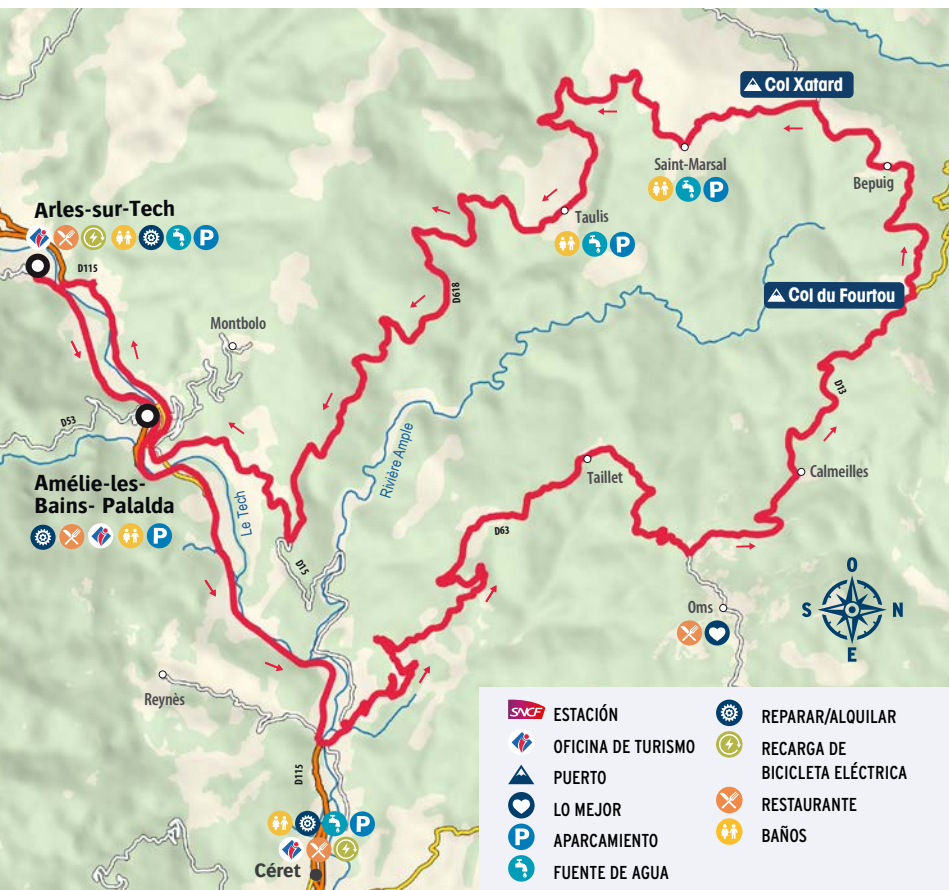 Col Xatard
Saint-Marsal
Bepuig
Arles-sur-Tech
Taulis
D115
D618
Col du Fourtou
Montbolo
D13
D53
Rivière Ample
Taillet
Calmeilles
Amélie-les-
Bains- Palalda
Le Tech
D63
D15
O
S N
E
Oms
Reynès
D115
Céret
SNCF ESTACIÓN
OFICINA DE TURISMO
PUERTO
LO MEJOR
P APARCAMIENTO
FUENTE DE AGUA
REPARAR/ALQUILAR
RECARGA DE
BICICLETA ELÉCTRICA
RESTAURANTE
BAÑOS
P
P
P
P
P